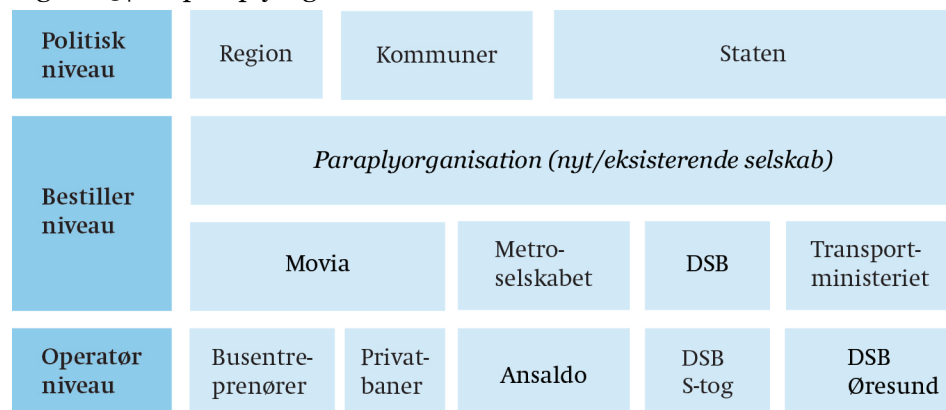 Politisk
niveau
Region
Kommuner
Staten
Bestiller
niveau
Paraplyorganisation (nyt/eksisterende selskab)
Movia
Metro-
selskabet
DSB
Transport-
ministeriet
Operatør
niveau
Busentre-
prenører
Privat-
baner
Ansaldo
DSB
S-tog
DSB
Øresund